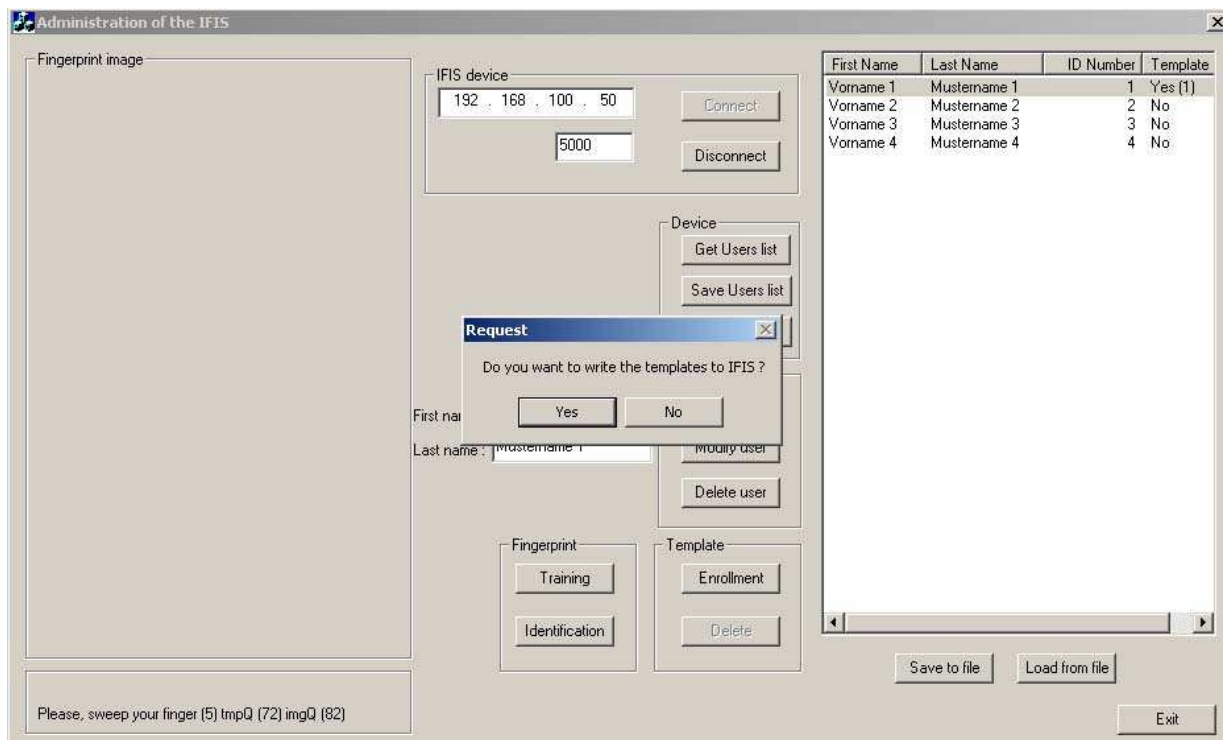 Administration of the IFIS
Fingerprint image
IFIS device
192 . 168 . 100 . 50
Connect
5000
Disconnect
Device
Get Users list
Save Users list
Request
Do you want to write the templates to IFIS ?
Yes
No
Last name : Mustername 1
Modify user
Delete user
Fingerprint
Training
Identification
Template
Enrollment
Delete
First Name Last Name ID Number Template
Vorname 1 Mustername 1 1 Yes (1)
Vorname 2 Mustername 2 2 No
Vorname 3 Mustername 3 3 No
Vorname 4 Mustername 4 4 No
Save to file
Load from file
Please, sweep your finger (5) tmpQ (72) imgQ (82)
Exit